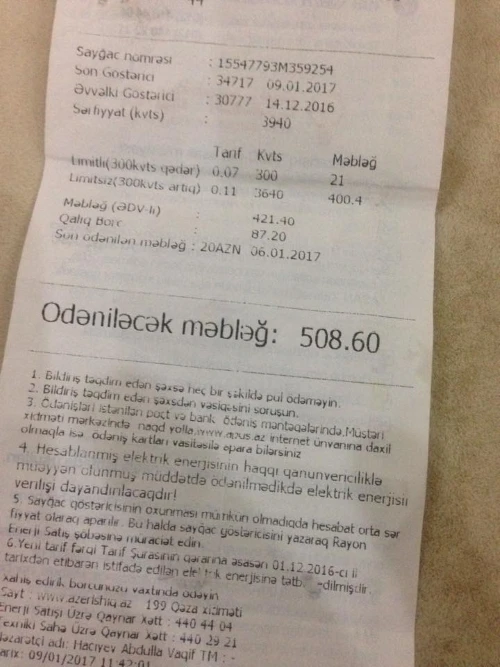 44
Sayğac nömrəsi : 15547793M359254
Son Göstərici : 34717 09.01.2017
Əvvəlki Göstərici : 30777 14.12.2016
Sərfiyyat (kvts) : 3940
Tarif Kvts Məbləğ
Limitli(300kvts qədər) 0.07 300 21
Limitsiz(300kvts artıq) 0.11 3640 400.4
Məbləğ (ƏDV-li) : 421.40
Qalıq Borc : 87.20
Son ödənilən məbləğ : 20AZN 06.01.2017
Ödəniləcək məbləğ: 508.60
1. Bildiriş təqdim edən şəxsə heç bir şəkildə pul ödəməyin.
2. Bildiriş təqdim edən şəxsdən vəsiqəsini soruşun.
3. Ödənişləri istənilən poçt və bank ödəniş məntəqələrində,Müştəri
xidməti mərkəzində nəqd yolla,www.apus.az internet ünvanına daxil
olmaqla isə ödəniş kartları vasitəsilə apara bilərsiniz
4. Hesablanmış elektrik enerjisinin haqqı qanunvericiliklə
müəyyən olunmuş müddətdə ödənilmədikdə elektrik enerjisi
verilişi dayandırılacaqdır!
5. Sayğac göstəricisinin oxunması mümkün olmadıqda hesabat orta sər
fiyyat olaraq aparılır. Bu halda sayğac göstəricisini yazaraq Rayon
Enerji Satış şöbəsinə müraciət edin.
6.Yeni tarif fərqi Tarif Şurasının qərarına əsasən 01.12.2016-cı il
tarixdən etibarən istifadə edilən elektrik enerjisinə tətbiq edilmişdir.
xahiş edirik borcunuzu vaxtında ödəyin
Sayt : www.azerishiq.az 199 Qəza xidməti
Enerji Satışı Üzrə Qaynar Xətt : 440 44 04
Texniki Sahə Üzrə Qaynar Xətt : 440 29 21
Nəzarətçi adı: Hacıyev Abdulla Vaqif TM : -
Tarix: 09/01/2017 11:42:01